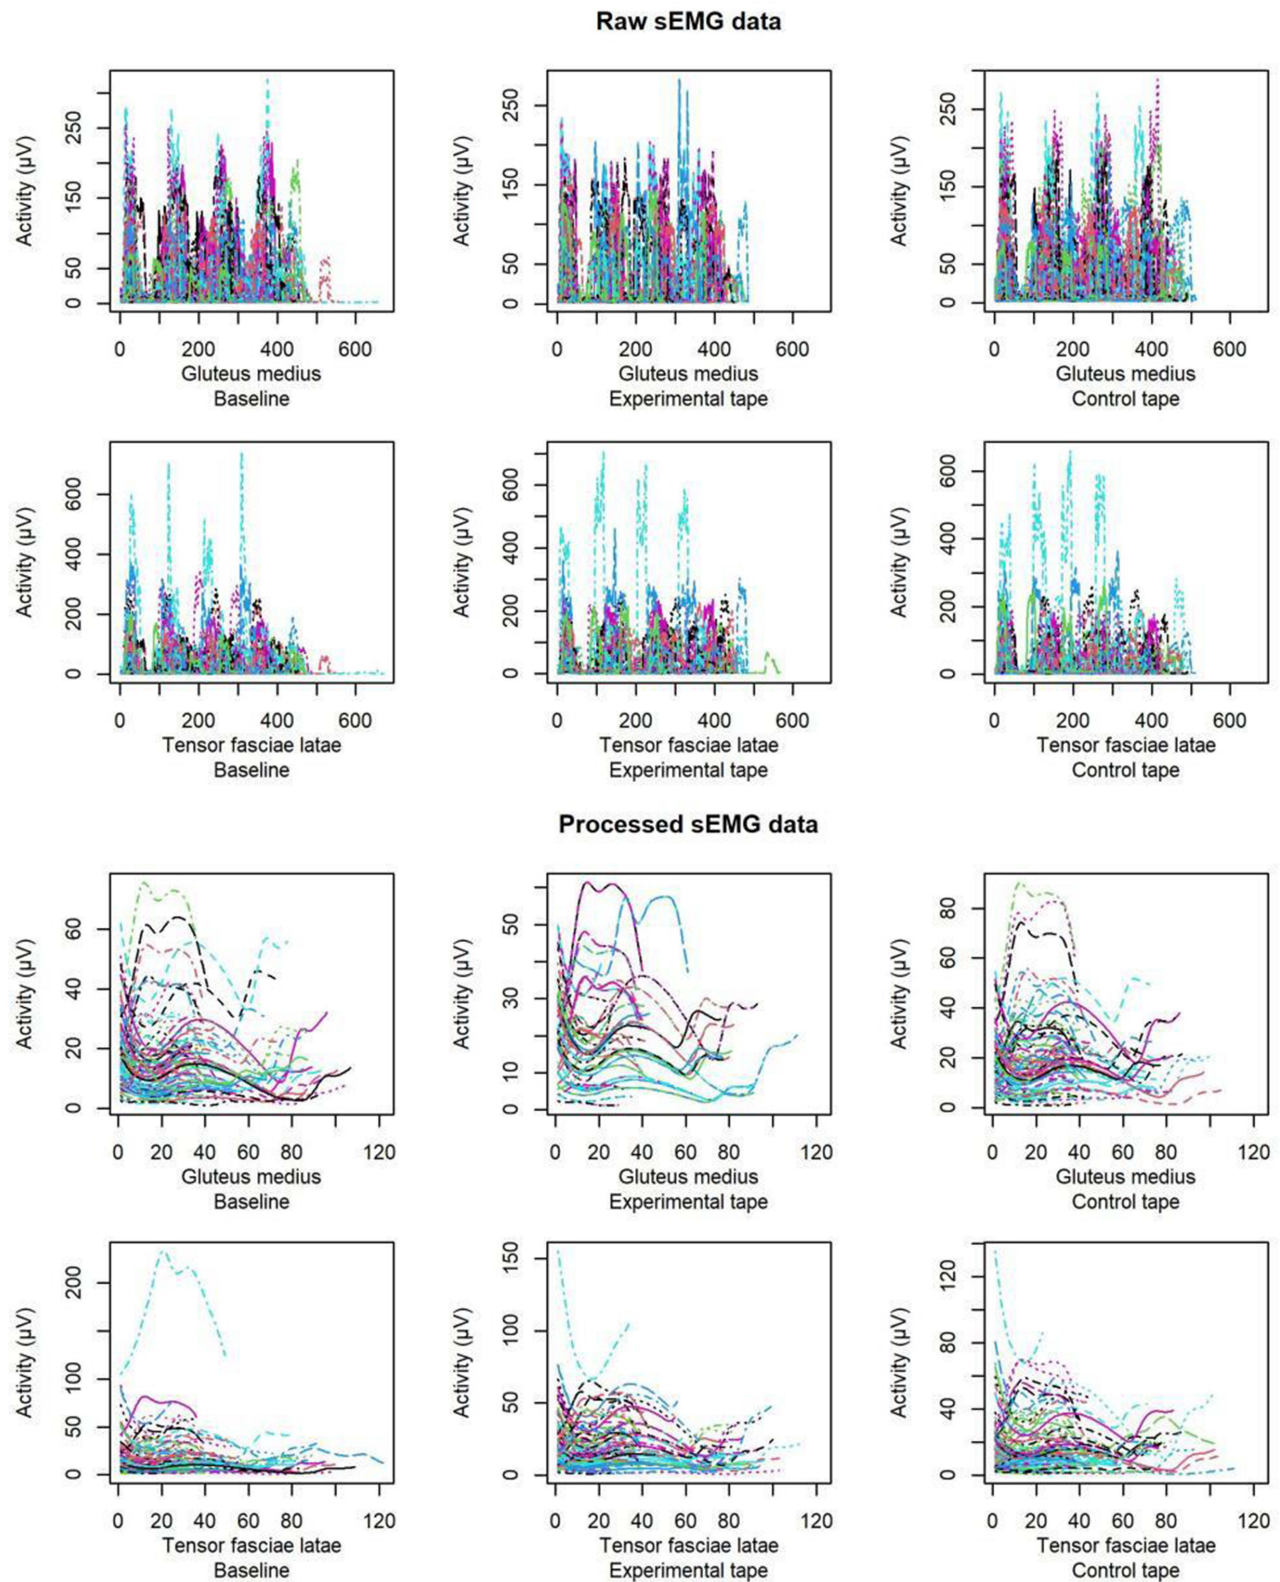 Raw sEMG data
Activity (µV)
0 50 150 250
0 200 400 600
Gluteus medius
Baseline
Activity (µV)
0 50 150 250
0 200 400 600
Gluteus medius
Experimental tape
Activity (µV)
0 50 150 250
0 200 400 600
Gluteus medius
Control tape
Activity (µV)
0 200 400 600
0 200 400 600
Tensor fasciae latae
Baseline
Activity (µV)
0 200 400 600
0 200 400 600
Tensor fasciae latae
Experimental tape
Activity (µV)
0 200 400 600
0 200 400 600
Tensor fasciae latae
Control tape
Processed sEMG data
Activity (µV)
0 20 40 60
0 20 40 60 80 120
Gluteus medius
Baseline
Activity (µV)
0 10 30 50
0 20 40 60 80 120
Gluteus medius
Experimental tape
Activity (µV)
0 20 40 60 80
0 20 40 60 80 120
Gluteus medius
Control tape
Activity (µV)
0 50 100 200
0 20 40 60 80 120
Tensor fasciae latae
Baseline
Activity (µV)
0 50 100 150
0 20 40 60 80 120
Tensor fasciae latae
Experimental tape
Activity (µV)
0 40 80 120
0 20 40 60 80 120
Tensor fasciae latae
Control tape